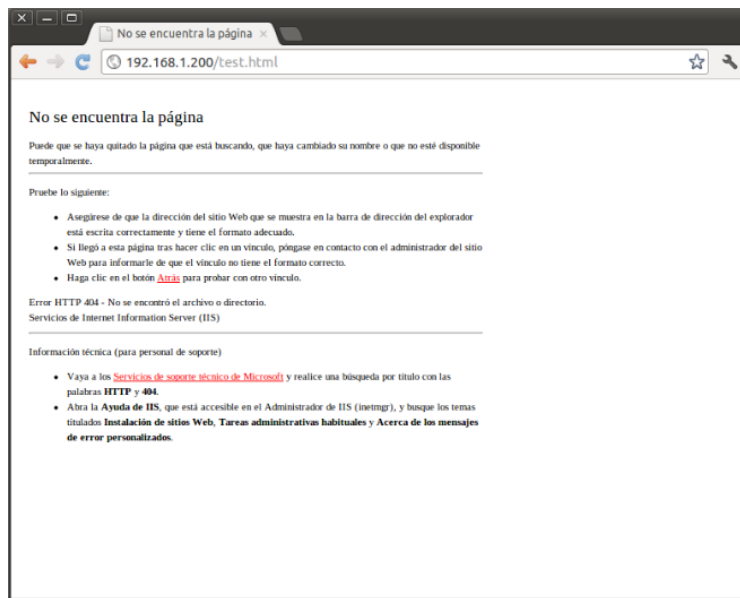 No se encuentra la página
192.168.1.200/test.html
No se encuentra la página
Puede que se haya quitado la página que está buscando, que haya cambiado su nombre o que no esté disponible
temporalmente.
Pruebe lo siguiente:
Asegúrese de que la dirección del sitio Web que se muestra en la barra de dirección del explorador
está escrita correctamente y tiene el formato adecuado.
Si llegó a esta página tras hacer clic en un vínculo, póngase en contacto con el administrador del sitio
Web para informarle de que el vínculo no tiene el formato correcto.
Haga clic en el botón Atrás para probar con otro vínculo.
Error HTTP 404 - No se encontró el archivo o directorio.
Servicios de Internet Information Server (IIS)
Información técnica (para personal de soporte)
Vaya a los Servicios de soporte técnico de Microsoft y realice una búsqueda por título con las
palabras HTTP y 404.
Abra la Ayuda de IIS, que está accesible en el Administrador de IIS (inetmgr), y busque los temas
titulados Instalación de sitios Web, Tareas administrativas habituales y Acerca de los mensajes
de error personalizados.